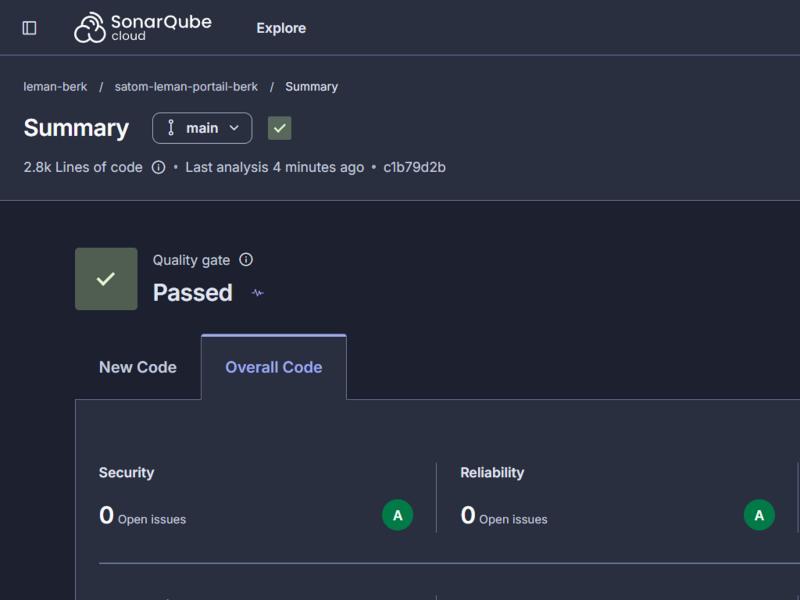 SonarQube cloud
Explore
leman-berk / satom-leman-portail-berk / Summary
Summary main
2.8k Lines of code • Last analysis 4 minutes ago • c1b79d2b
Quality gate
Passed
New Code Overall Code
Security Reliability
0 Open issues A 0 Open issues A